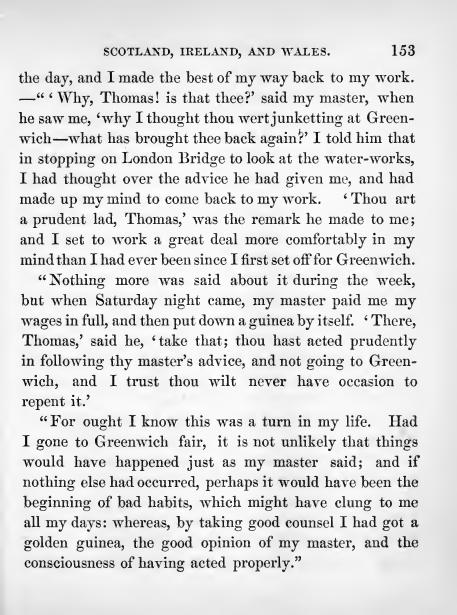 SCOTLAND, IRELAND, AND WALES. 153
the day, and I made the best of my way back to my work.
—“ ‘ Why, Thomas! is that thee?’ said my master, when
he saw me, ‘why I thought thou wert junketting at Green-
wich—what has brought thee back again?’ I told him that
in stopping on London Bridge to look at the water-works,
I had thought over the advice he had given me, and had
made up my mind to come back to my work. ‘ Thou art
a prudent lad, Thomas,’ was the remark he made to me;
and I set to work a great deal more comfortably in my
mind than I had ever been since I first set off for Greenwich.
“ Nothing more was said about it during the week,
but when Saturday night came, my master paid me my
wages in full, and then put down a guinea by itself. ‘ There,
Thomas,’ said he, ‘take that; thou hast acted prudently
in following thy master’s advice, and not going to Green-
wich, and I trust thou wilt never have occasion to
repent it.’
“ For ought I know this was a turn in my life. Had
I gone to Greenwich fair, it is not unlikely that things
would have happened just as my master said; and if
nothing else had occurred, perhaps it would have been the
beginning of bad habits, which might have clung to me
all my days: whereas, by taking good counsel I had got a
golden guinea, the good opinion of my master, and the
consciousness of having acted properly.”